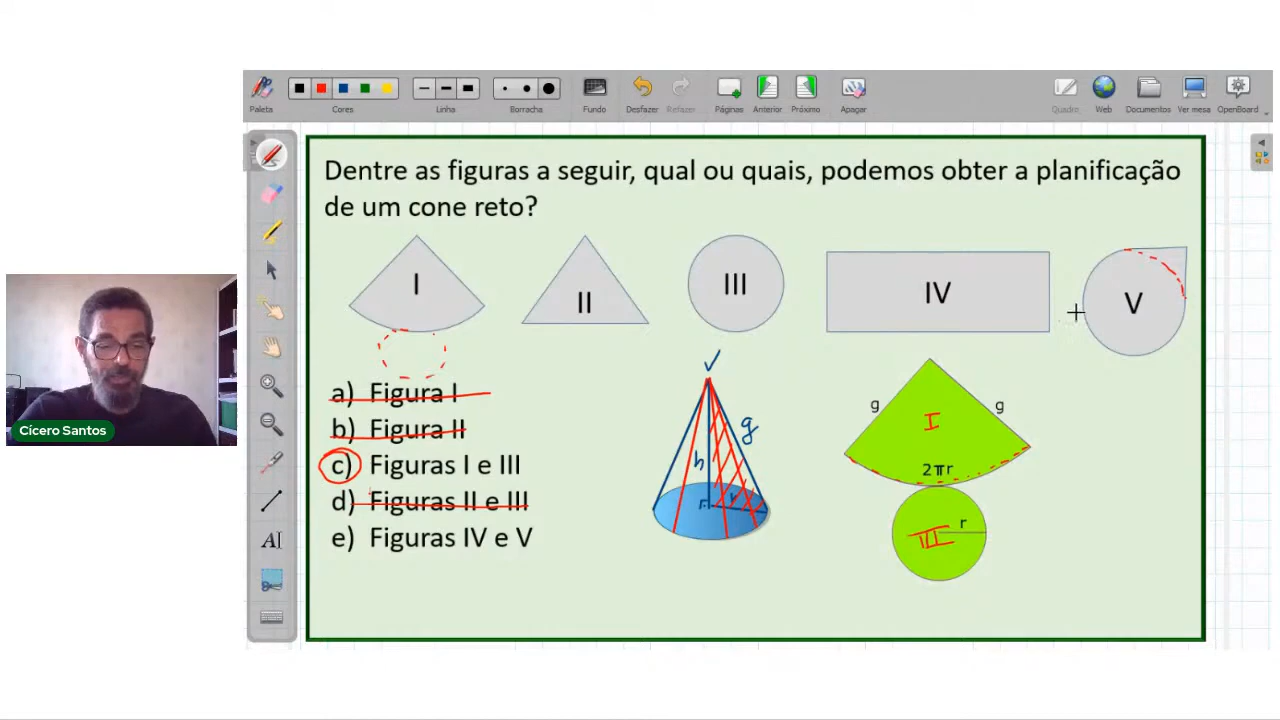 Paleta
Cores
Linha
Borracha
Fundo
Desfazer
Refazer
Páginas
Anterior
Próximo
Apagar
Quadro
Web
Documentos
Ver mesa
OpenBoard
Dentre as figuras a seguir, qual ou quais, podemos obter a planificação
de um cone reto?
I
II
III
IV
V
a) Figura I
b) Figura II
c) Figuras I e III
d) Figuras II e III
e) Figuras IV e V
V
g
h
r
g
g
I
2πr
r
III
Cícero Santos
AI